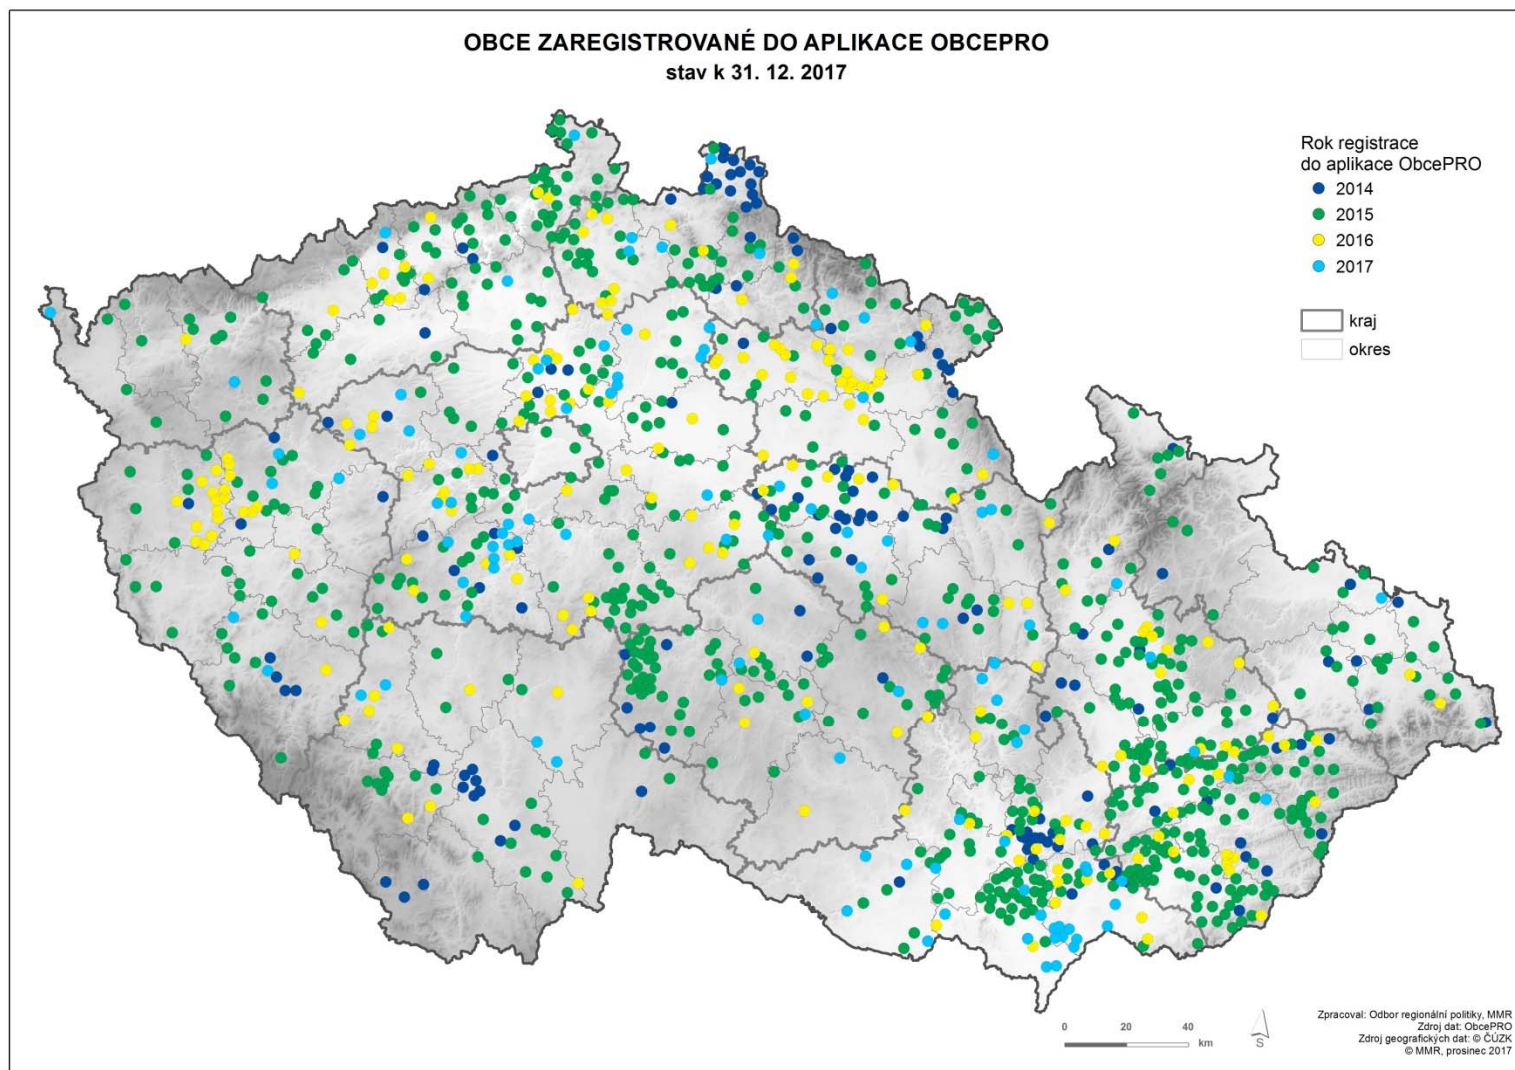 OBCE ZAREGISTROVANÉ DO APLIKACE OBCEPRO
stav k 31. 12. 2017
Rok registrace
do aplikace ObcePRO
2014
2015
2016
2017
kraj
okres
0 20 40
km
S
Zpracoval: Odbor regionální politiky, MMR
Zdroj dat: ObcePRO
Zdroj geografických dat: © ČÚZK
© MMR, prosinec 2017